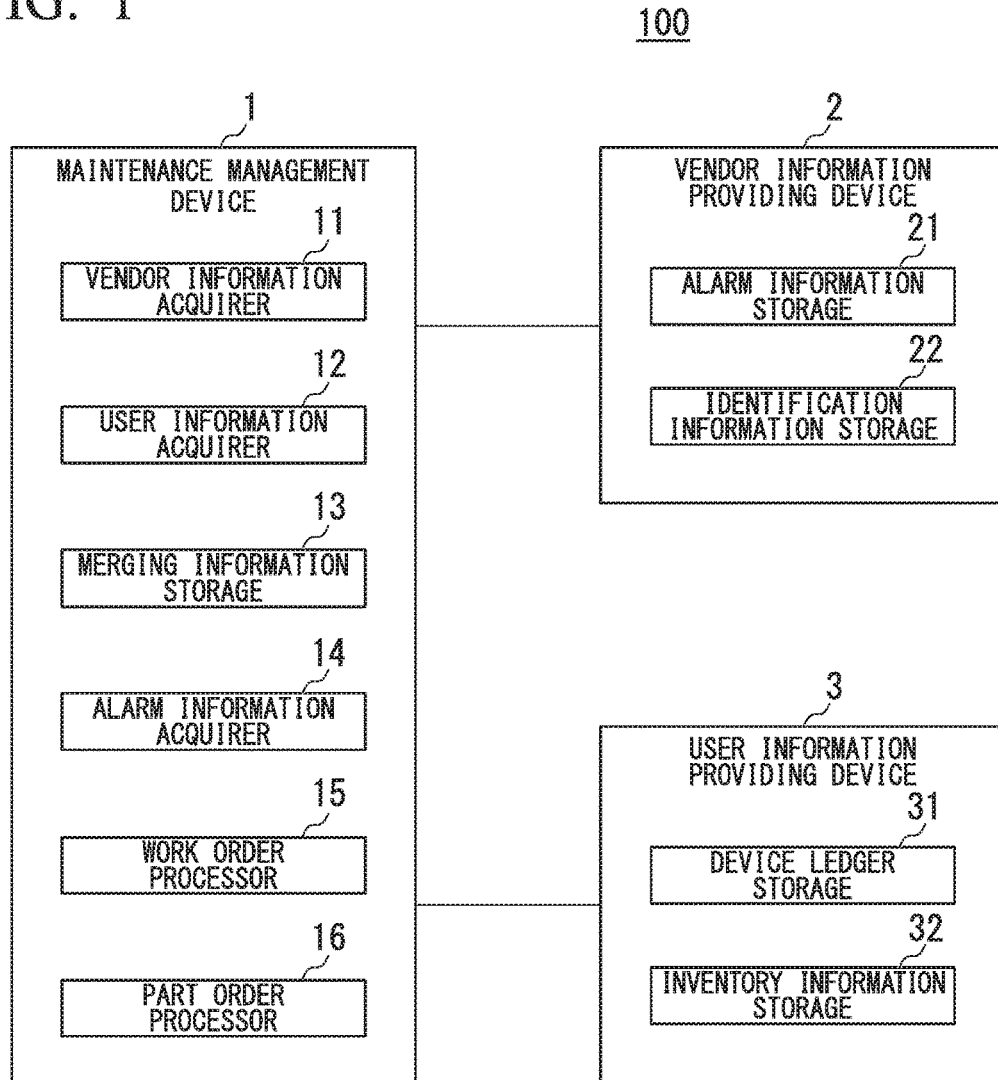 FIG. 1
100
1
MAINTENANCE MANAGEMENT
DEVICE
11
VENDOR INFORMATION
ACQUIRER
12
USER INFORMATION
ACQUIRER
13
MERGING INFORMATION
STORAGE
14
ALARM INFORMATION
ACQUIRER
15
WORK ORDER
PROCESSOR
16
PART ORDER
PROCESSOR
2
VENDOR INFORMATION
PROVIDING DEVICE
21
ALARM INFORMATION
STORAGE
22
IDENTIFICATION
INFORMATION STORAGE
3
USER INFORMATION
PROVIDING DEVICE
31
DEVICE LEDGER
STORAGE
32
INVENTORY INFORMATION
STORAGE